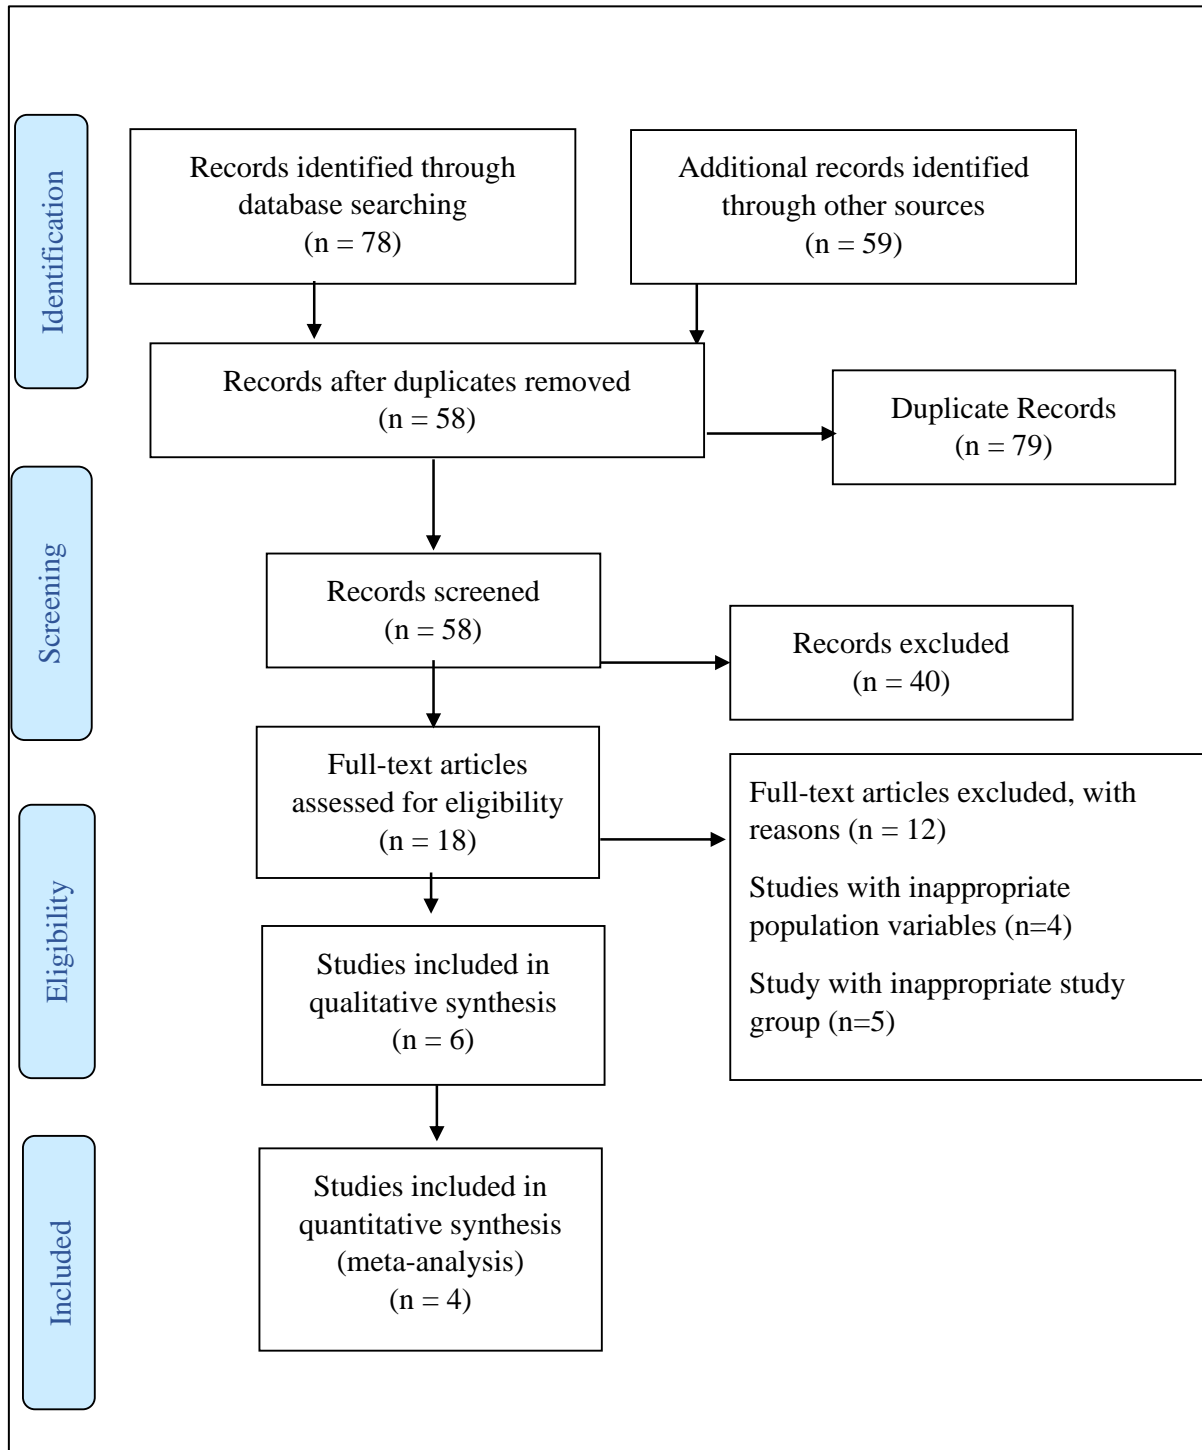 Identification
Records identified through
database searching
(n = 78)
Additional records identified
through other sources
(n = 59)
Records after duplicates removed
(n = 58)
Duplicate Records
(n = 79)
Screening
Records screened
(n = 58)
Records excluded
(n = 40)
Eligibility
Full-text articles
assessed for eligibility
(n = 18)
Full-text articles excluded, with
reasons (n = 12)
Studies with inappropriate
population variables (n=4)
Study with inappropriate study
group (n=5)
Studies included in
qualitative synthesis
(n = 6)
Included
Studies included in
quantitative synthesis
(meta-analysis)
(n = 4)